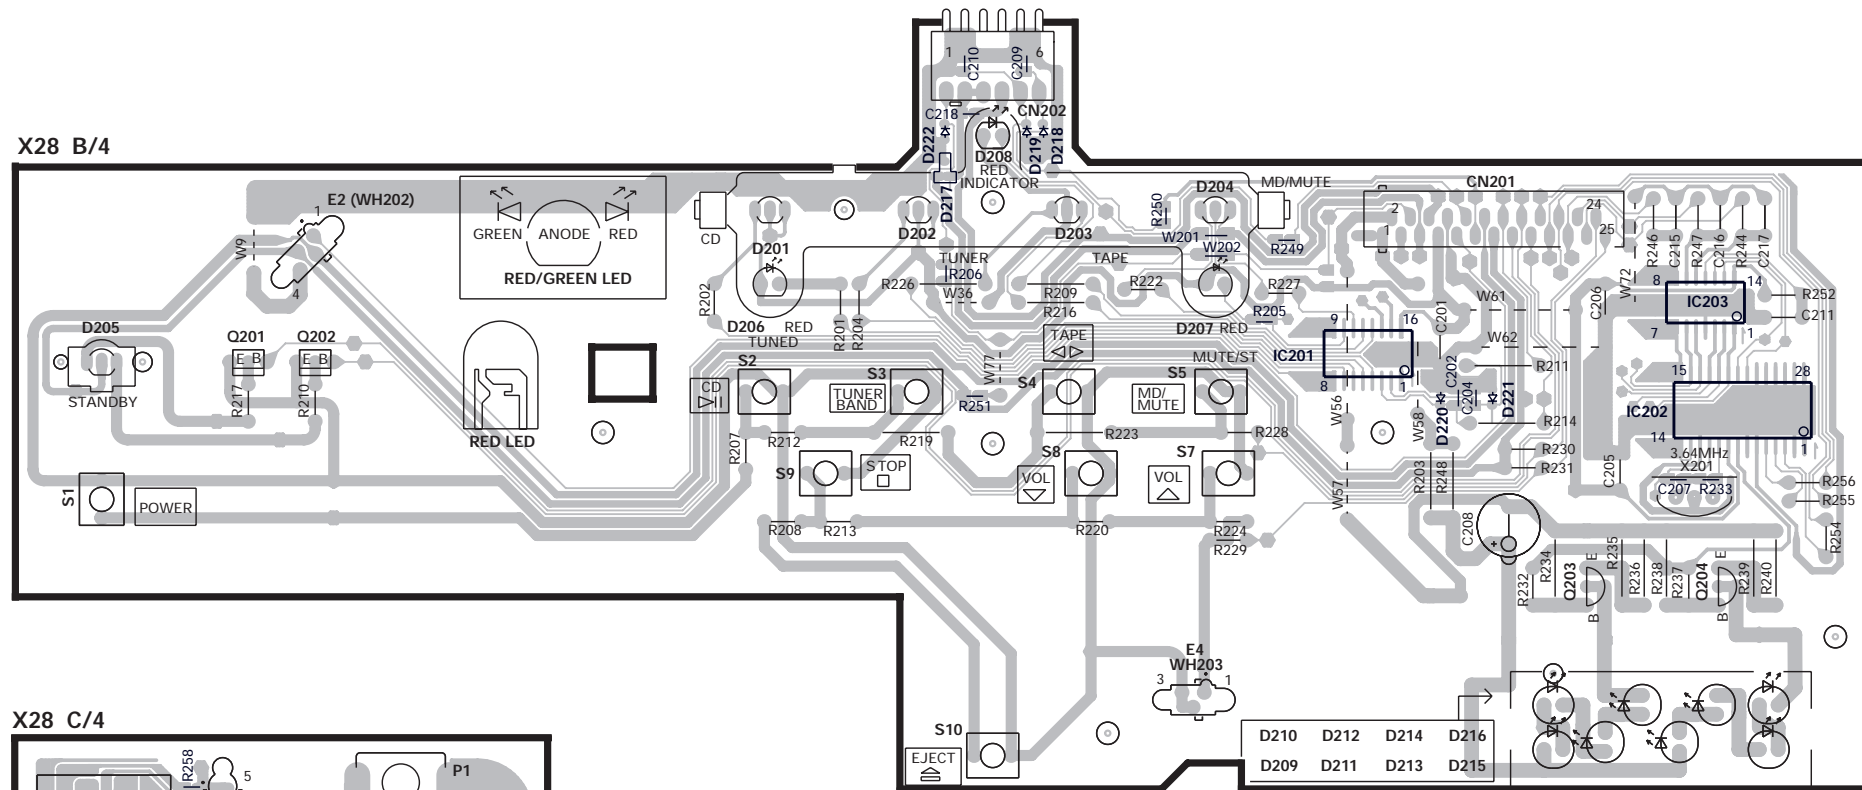 X28 B/4
1
C210
C209
6
C218
CN202
D222
D219
D218
D208
RED
INDICATOR
D217
E2 (WH202)
1
W9
4
GREEN
ANODE
RED
RED/GREEN LED
CD
D201
D202
D203
R250
D204
MD/MUTE
W201
W202
R249
CN201
2
1
24
25
R246
C215
R247
C216
R244
C217
W72
TUNER
R206
TAPE
R202
R226
W36
R209
R216
R222
R227
R205
D206
RED
TUNED
R201
R204
D207
RED
C201
W61
W62
C206
8
14
IC203
7
1
R252
C211
D205
STANDBY
Q201
E B
Q202
E B
R217
R210
RED LED
9
16
IC201
8
1
C202
C204
R211
D220
D221
W56
W58
R214
15
28
IC202
14
1
TAPE
MUTE/ST
W77
S2
CD
S3
TUNER
BAND
R251
S4
S5
MD/
MUTE
R207
R212
R219
R223
R228
S9
STOP
S8
VOL
S7
VOL
R203
R248
R230
R231
C205
3.64MHz
X201
C207
R233
R256
R255
R254
W57
S1
POWER
R208
R213
R220
R224
R229
C208
+
R232
R234
Q203
E
B
R235
R236
R238
R237
Q204
E
B
R239
R240
E4
WH203
3
1
S10
EJECT
D210
D212
D214
D216
D209
D211
D213
D215
X28 C/4
R258
5
P1